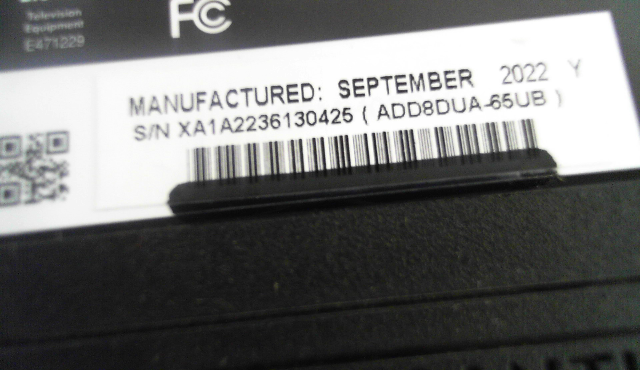 Television
Equipment
E471229
FC
MANUFACTURED: SEPTEMBER 2022 Y
S/N XA1A2236130425 ( ADD8DUA-65UB )